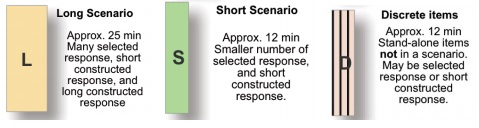 L
Long Scenario
Approx. 25 min
Many selected
response, short
constructed
response, and
long constructed
response
S
Short Scenario
Approx. 12 min
Smaller number of
selected response,
and short
constructed
response.
D
Discrete items
Approx. 12 min
Stand-alone items
not in a scenario.
May be selected
response or short
constructed
response.